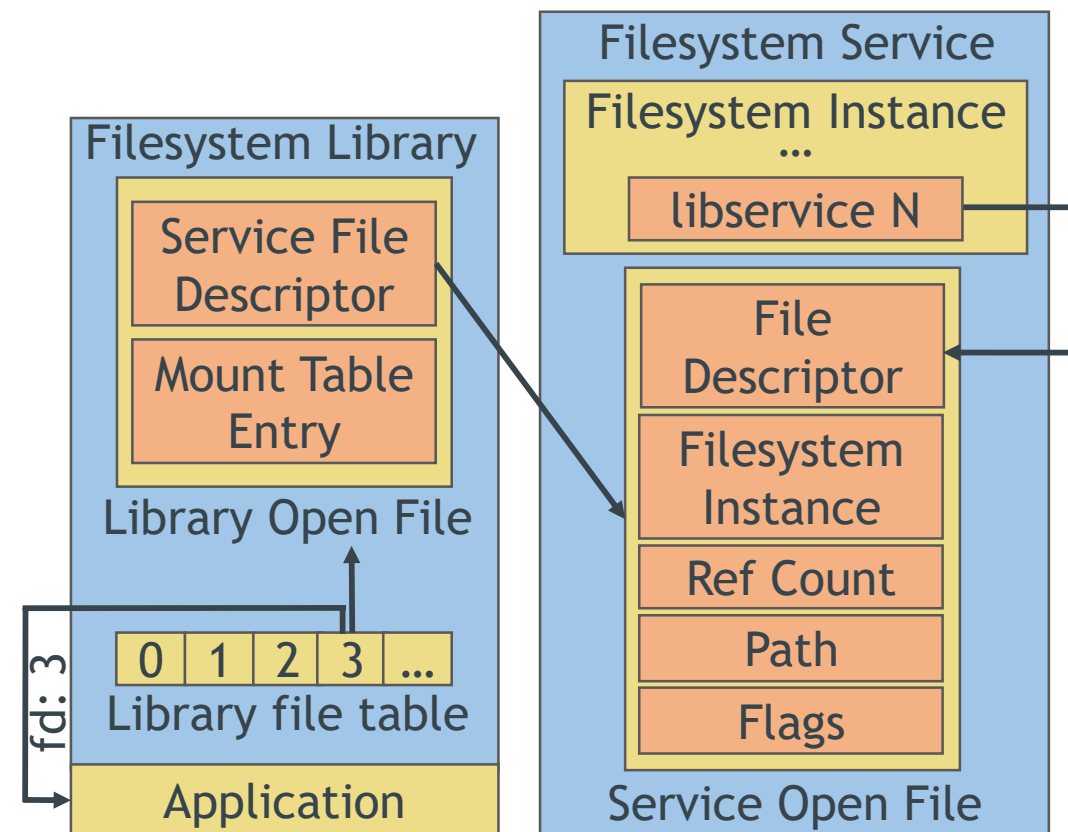 Filesystem Library
Service File
Descriptor
Mount Table
Entry
Library Open File
0 1 2 3 ...
Library file table
fd: 3
Application
Filesystem Service
Filesystem Instance
...
libservice N
File
Descriptor
Filesystem
Instance
Ref Count
Path
Flags
Service Open File